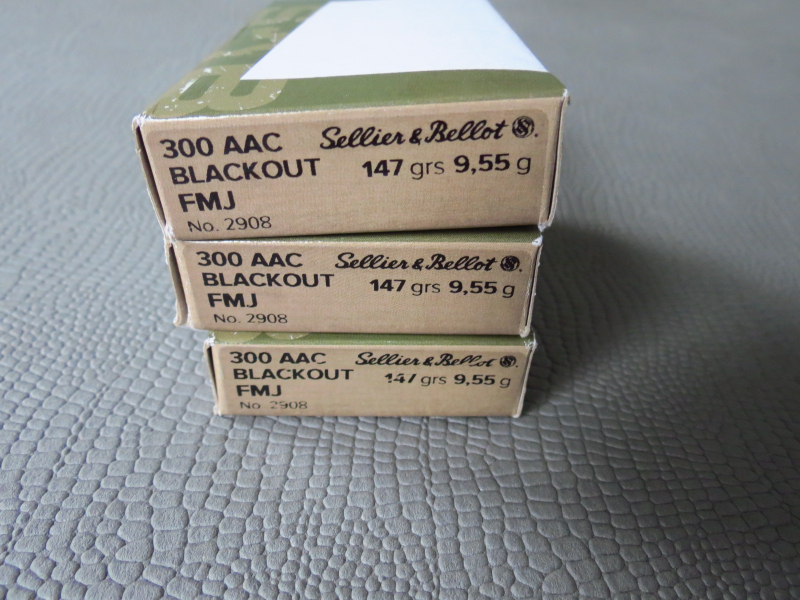 300 AAC Sellier & Bellot
BLACKOUT 147 grs 9,55 g
FMJ
No. 2908
300 AAC Sellier & Bellot
BLACKOUT 147 grs 9,55 g
FMJ
No. 2908
300 AAC Sellier & Bellot
BLACKOUT 147 grs 9,55 g
FMJ
No 2908